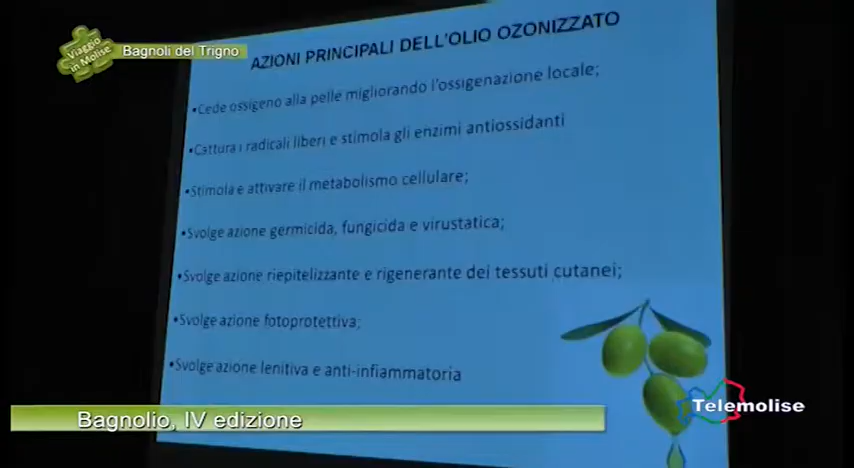 Viaggio
in Molise
Bagnoli del Trigno
AZIONI PRINCIPALI DELL'OLIO OZONIZZATO
•Cede ossigeno alla pelle migliorando l'ossigenazione locale;
•Cattura i radicali liberi e stimola gli enzimi antiossidanti
•Stimola e attivare il metabolismo cellulare;
•Svolge azione germicida, fungicida e virustatica;
•Svolge azione riepitelizzante e rigenerante dei tessuti cutanei;
•Svolge azione fotoprotettiva;
•Svolge azione lenitiva e anti-infiammatoria
Bagnolio, IV edizione
Telemolise